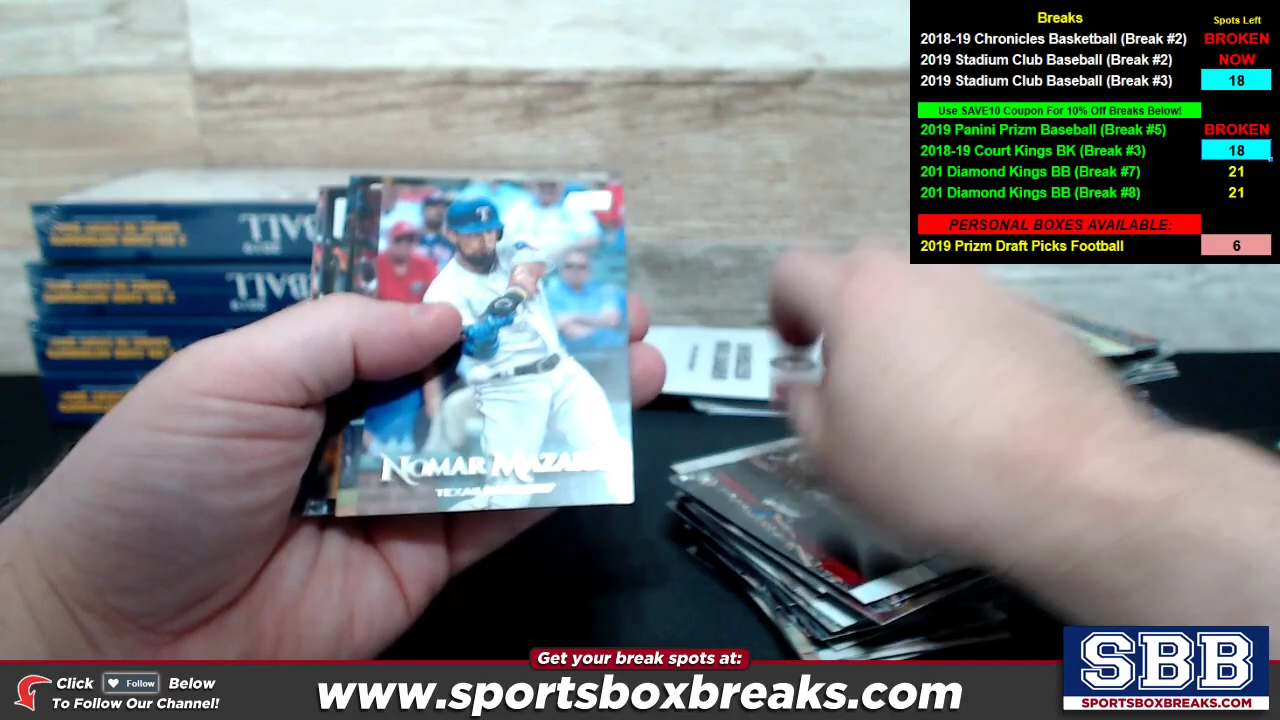 Breaks
Spots Left
2018-19 Chronicles Basketball (Break #2) BROKEN
2019 Stadium Club Baseball (Break #2) NOW
2019 Stadium Club Baseball (Break #3) 18
Use SAVE10 Coupon For 10% Off Breaks Below!
2019 Panini Prizm Baseball (Break #5) BROKEN
2018-19 Court Kings BK (Break #3) 18
201 Diamond Kings BB (Break #7) 21
201 Diamond Kings BB (Break #8) 21
PERSONAL BOXES AVAILABLE:
2019 Prizm Draft Picks Football 6
NOMAR
TEXAS
Get your break spots at:
Click Follow Below
To Follow Our Channel!
www.sportsboxbreaks.com
SBB
SPORTSBOXBREAKS.COM